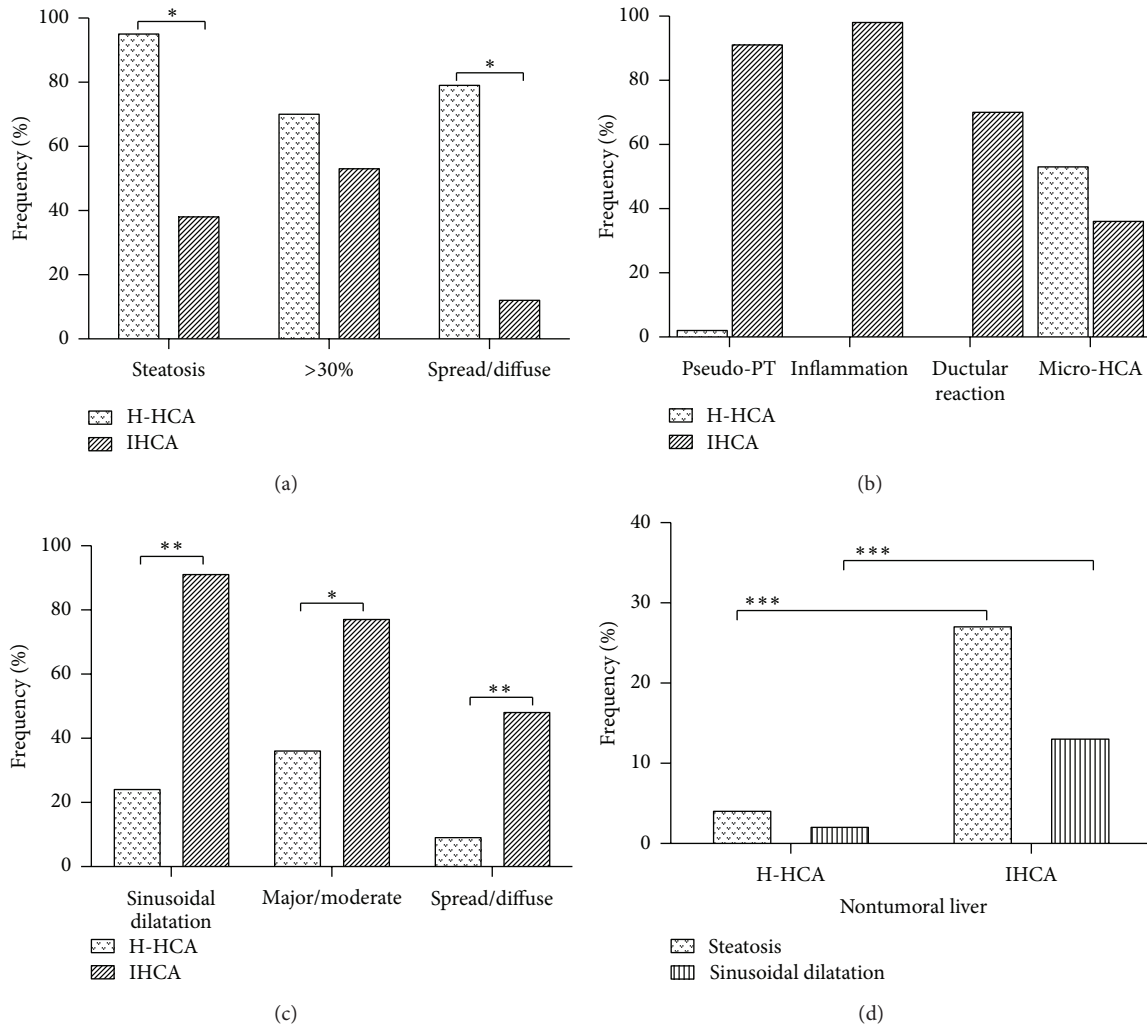 100
80
60
40
20
0
Frequency (%)
*
*
Steatosis
>30%
Spread/diffuse
H-HCA
IHCA
(a)
100
80
60
40
20
0
Frequency (%)
Pseudo-PT
Inflammation
Ductular
reaction
Micro-HCA
H-HCA
IHCA
(b)
100
80
60
40
20
0
Frequency (%)
**
*
**
Sinusoidal
dilatation
Major/moderate
Spread/diffuse
H-HCA
IHCA
(c)
40
30
20
10
0
Frequency (%)
***
***
H-HCA
IHCA
Nontumoral liver
Steatosis
Sinusoidal dilatation
(d)